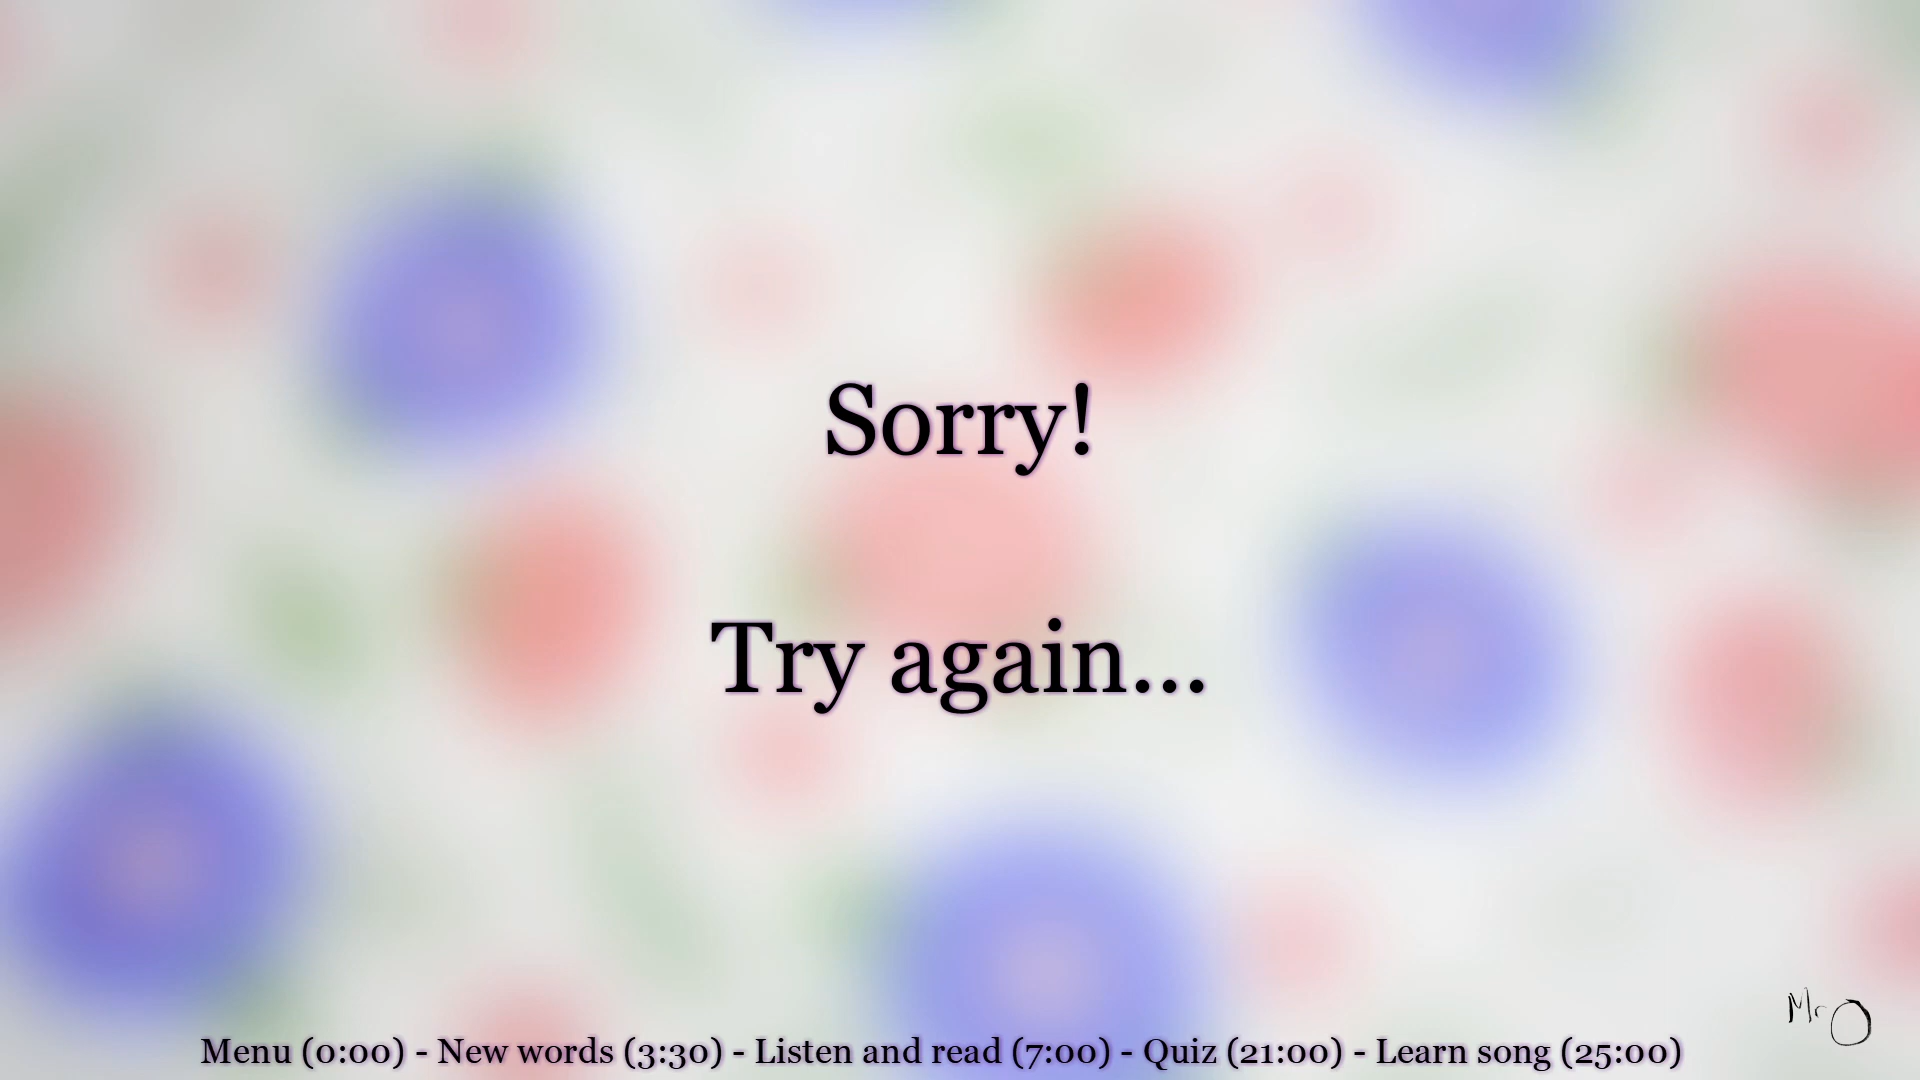 Sorry!
Try again...
Mr O
Menu (0:00) - New words (3:30) - Listen and read (7:00) - Quiz (21:00) - Learn song (25:00)